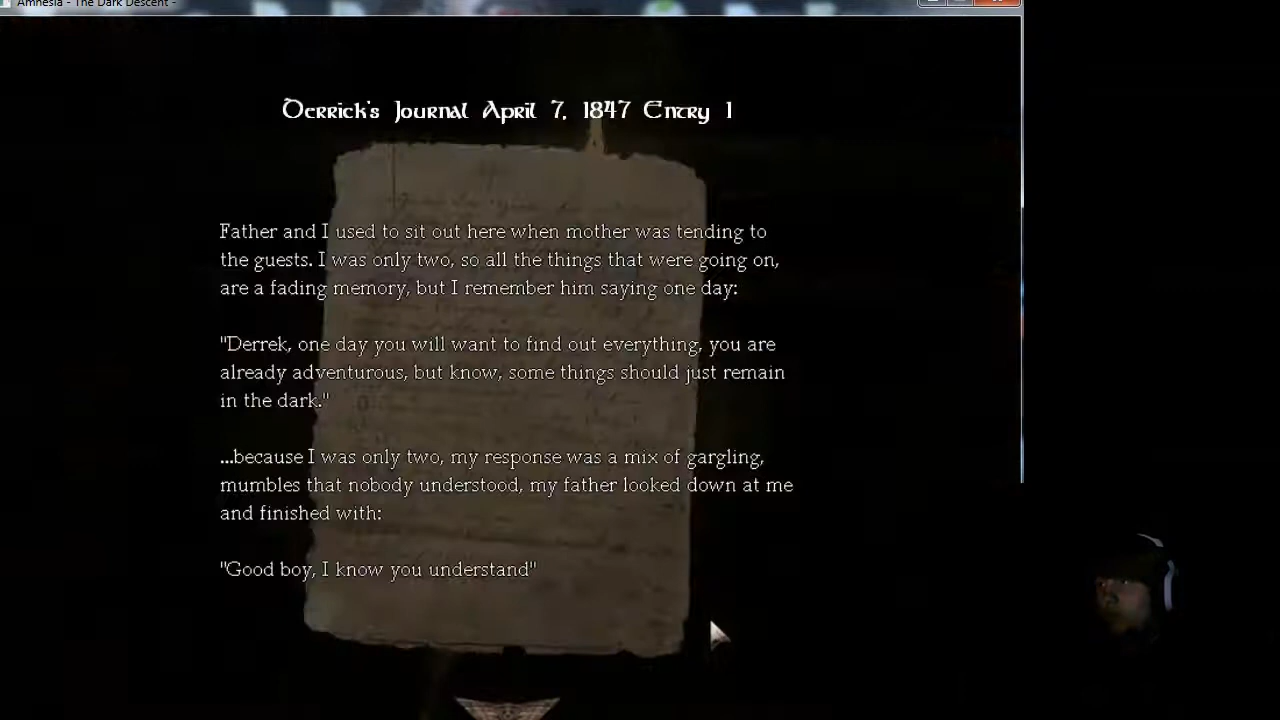 Amnesia - The Dark Descent -
Derrick's Journal April 7, 1847 Entry 1
Father and I used to sit out here when mother was tending to
the guests. I was only two, so all the things that were going on,
are a fading memory, but I remember him saying one day:
"Derrek, one day you will want to find out everything, you are
already adventurous, but know, some things should just remain
in the dark."
...because I was only two, my response was a mix of gargling,
mumbles that nobody understood, my father looked down at me
and finished with:
"Good boy, I know you understand"